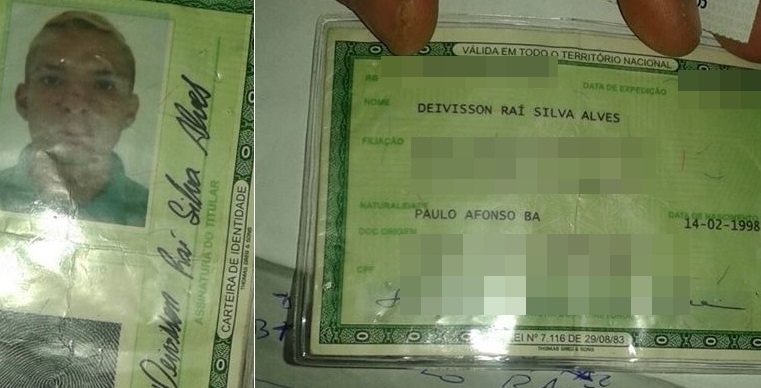 Deivisson Raí Silva Alves
ASSINATURA DO TITULAR
CARTEIRA DE IDENTIDADE
THOMAS GREG & SONS
VÁLIDA EM TODO O TERRITÓRIO NACIONAL
DATA DE EXPEDIÇÃO
NOME
DEIVISSON RAÍ SILVA ALVES
FILIAÇÃO
NATURALIDADE
PAULO AFONSO BA
DATA DE NASCIMENTO
14-02-1998
DOC ORIGEM
CPF
LEI Nº 7.116 DE 29/08/83
THOMAS GREG & SONS